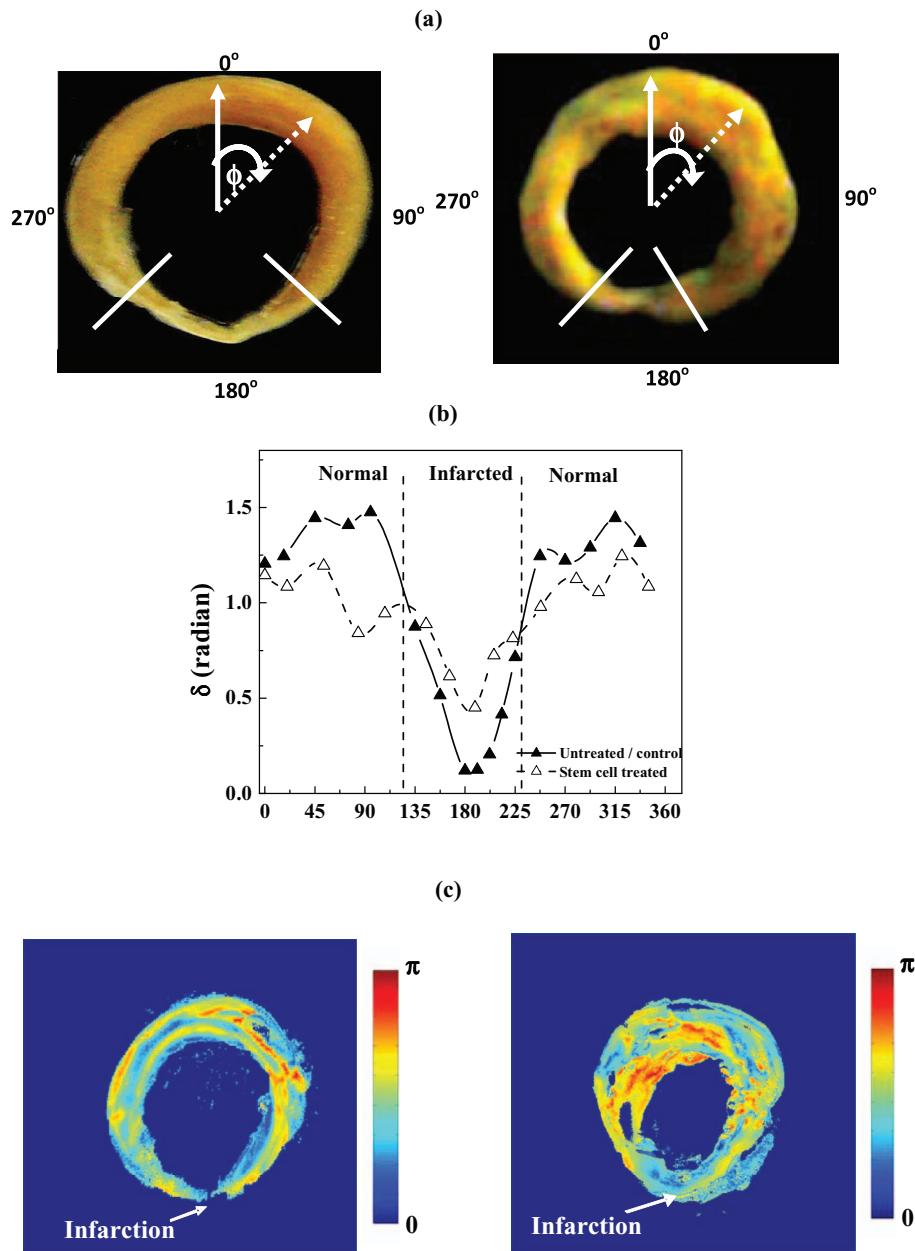 (a)
0°
0°
ϕ
ϕ
270°
90°
270°
90°
180°
180°
(b)
Normal
Infarcted
Normal
1.5
1.0
0.5
0.0
δ (radian)
Untreated / control
Stem cell treated
0 45 90 135 180 225 270 315 360
(c)
π
π
Infarction
0
Infarction
0